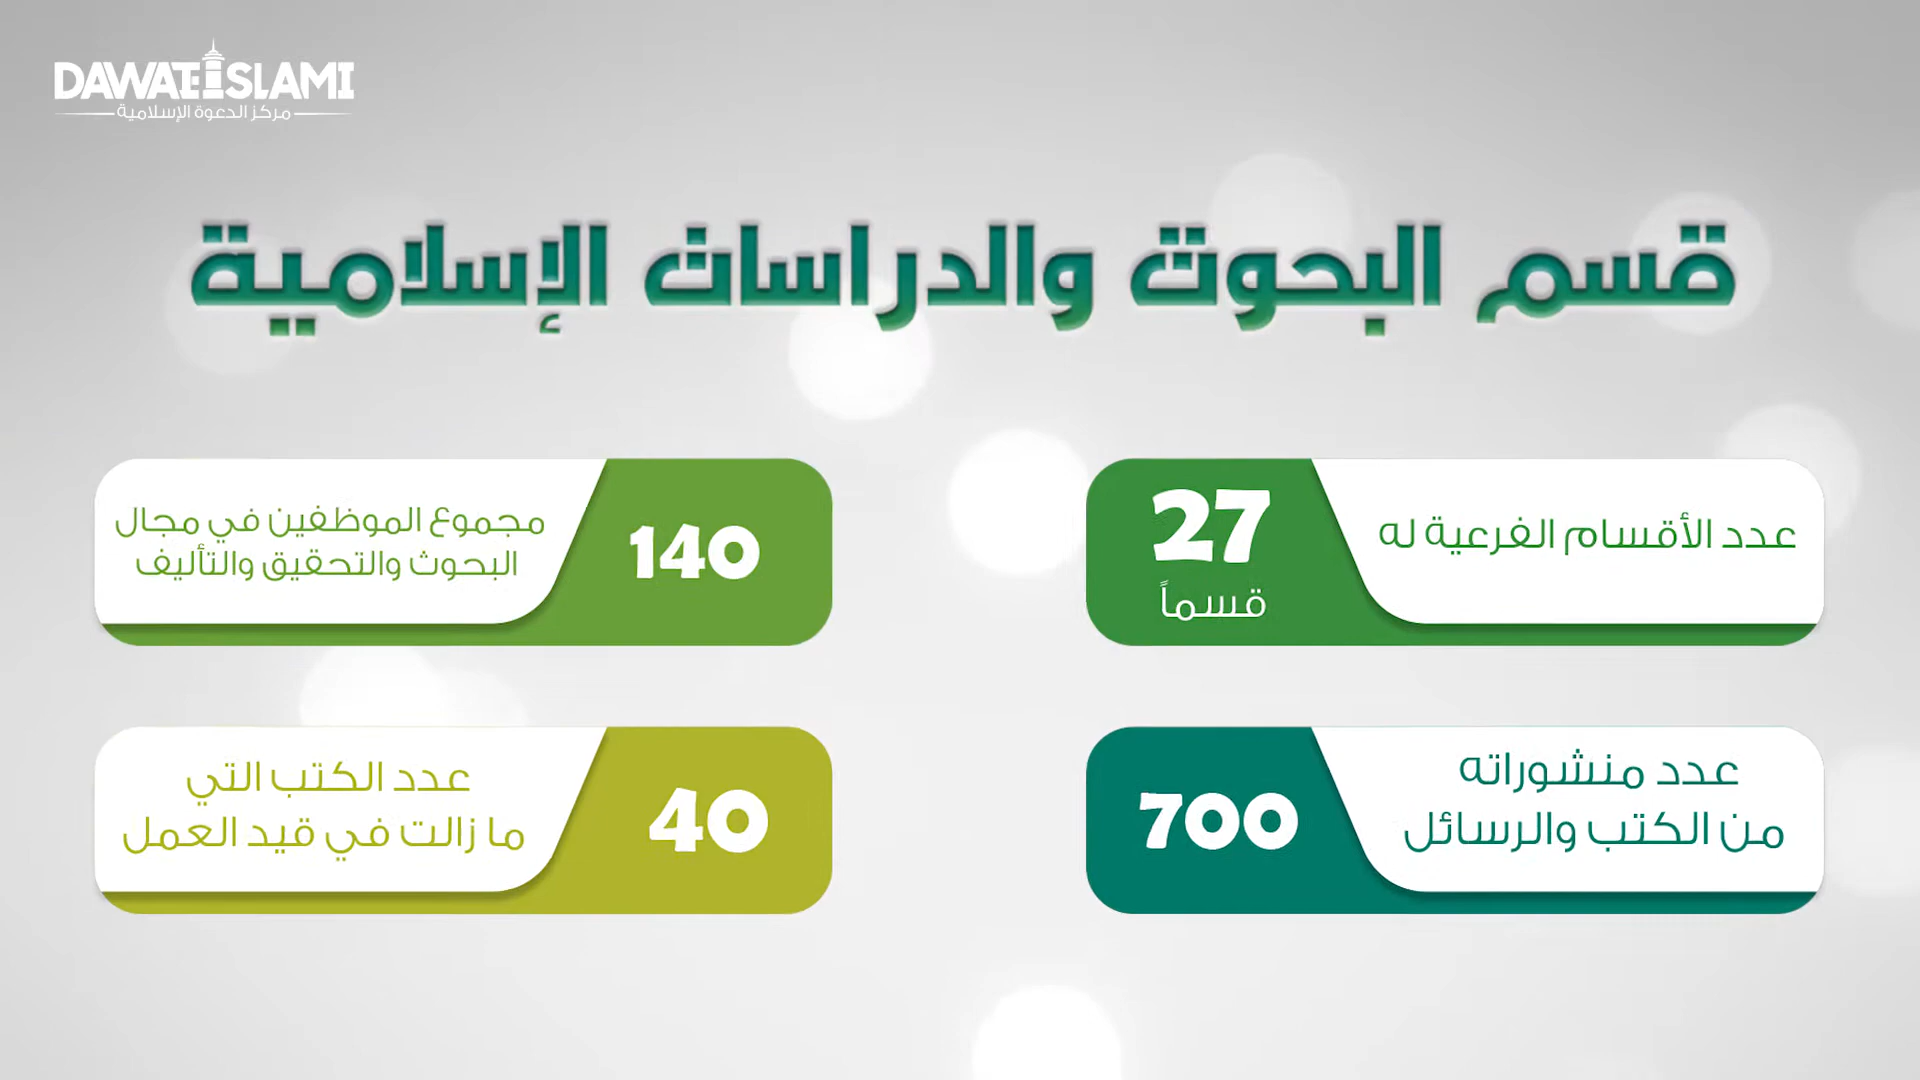 DAWATEISLAMI
مركز الدعوة الإسلامية
قسم البحوث والدراسات الإسلامية
عدد الأقسام الفرعية له
27
قسماً
مجموع الموظفين في مجال
البحوث والتحقيق والتأليف
140
عدد منشوراته
من الكتب والرسائل
700
عدد الكتب التي
ما زالت في قيد العمل
40